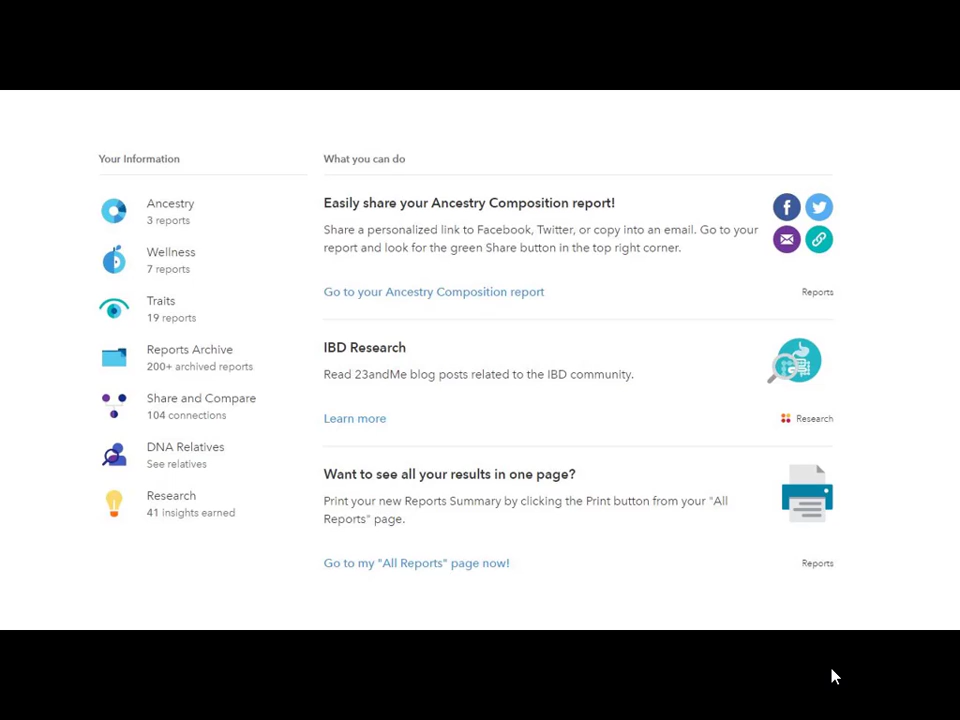 Your Information
Ancestry
3 reports
Wellness
7 reports
Traits
19 reports
Reports Archive
200+ archived reports
Share and Compare
104 connections
DNA Relatives
See relatives
Research
41 insights earned
What you can do
Easily share your Ancestry Composition report!
Share a personalized link to Facebook, Twitter, or copy into an email. Go to your
report and look for the green Share button in the top right corner.
Go to your Ancestry Composition report
Reports
IBD Research
Read 23andMe blog posts related to the IBD community.
Learn more
Research
Want to see all your results in one page?
Print your new Reports Summary by clicking the Print button from your "All
Reports" page.
Go to my "All Reports" page now!
Reports